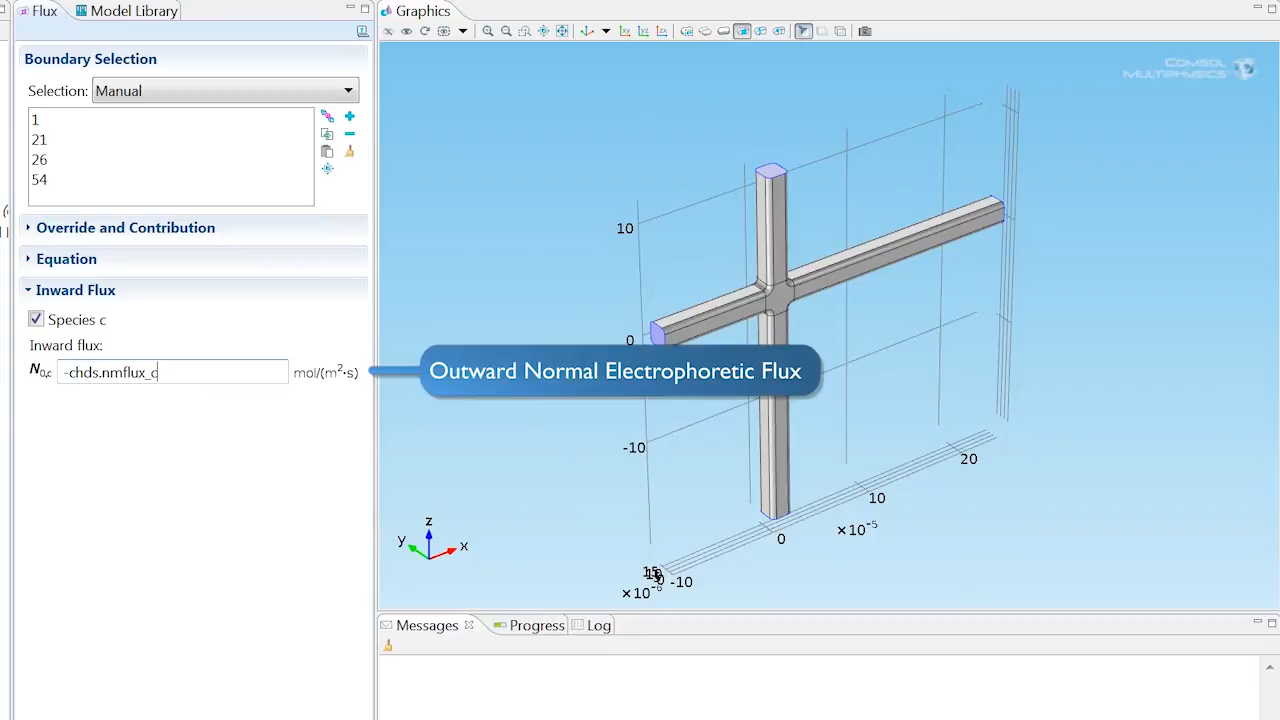 Flux
Model Library
Boundary Selection
Selection: Manual
1
21
26
54
Override and Contribution
Equation
Inward Flux
Species c
Inward flux:
N0,c -chds.nmflux_c mol/(m²·s)
Graphics
COMSOL
MULTIPHYSICS
10
0
-10
Outward Normal Electrophoretic Flux
20
10
×10⁻⁵
0
-10
×10⁻⁶
z
y
x
Messages
Progress
Log